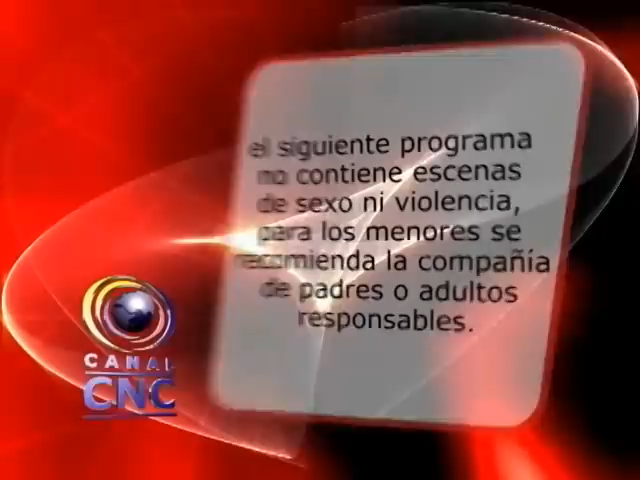 el siguiente programa
no contiene escenas
de sexo ni violencia,
para los menores se
recomienda la compañía
de padres o adultos
responsables.
CANAL
CNC